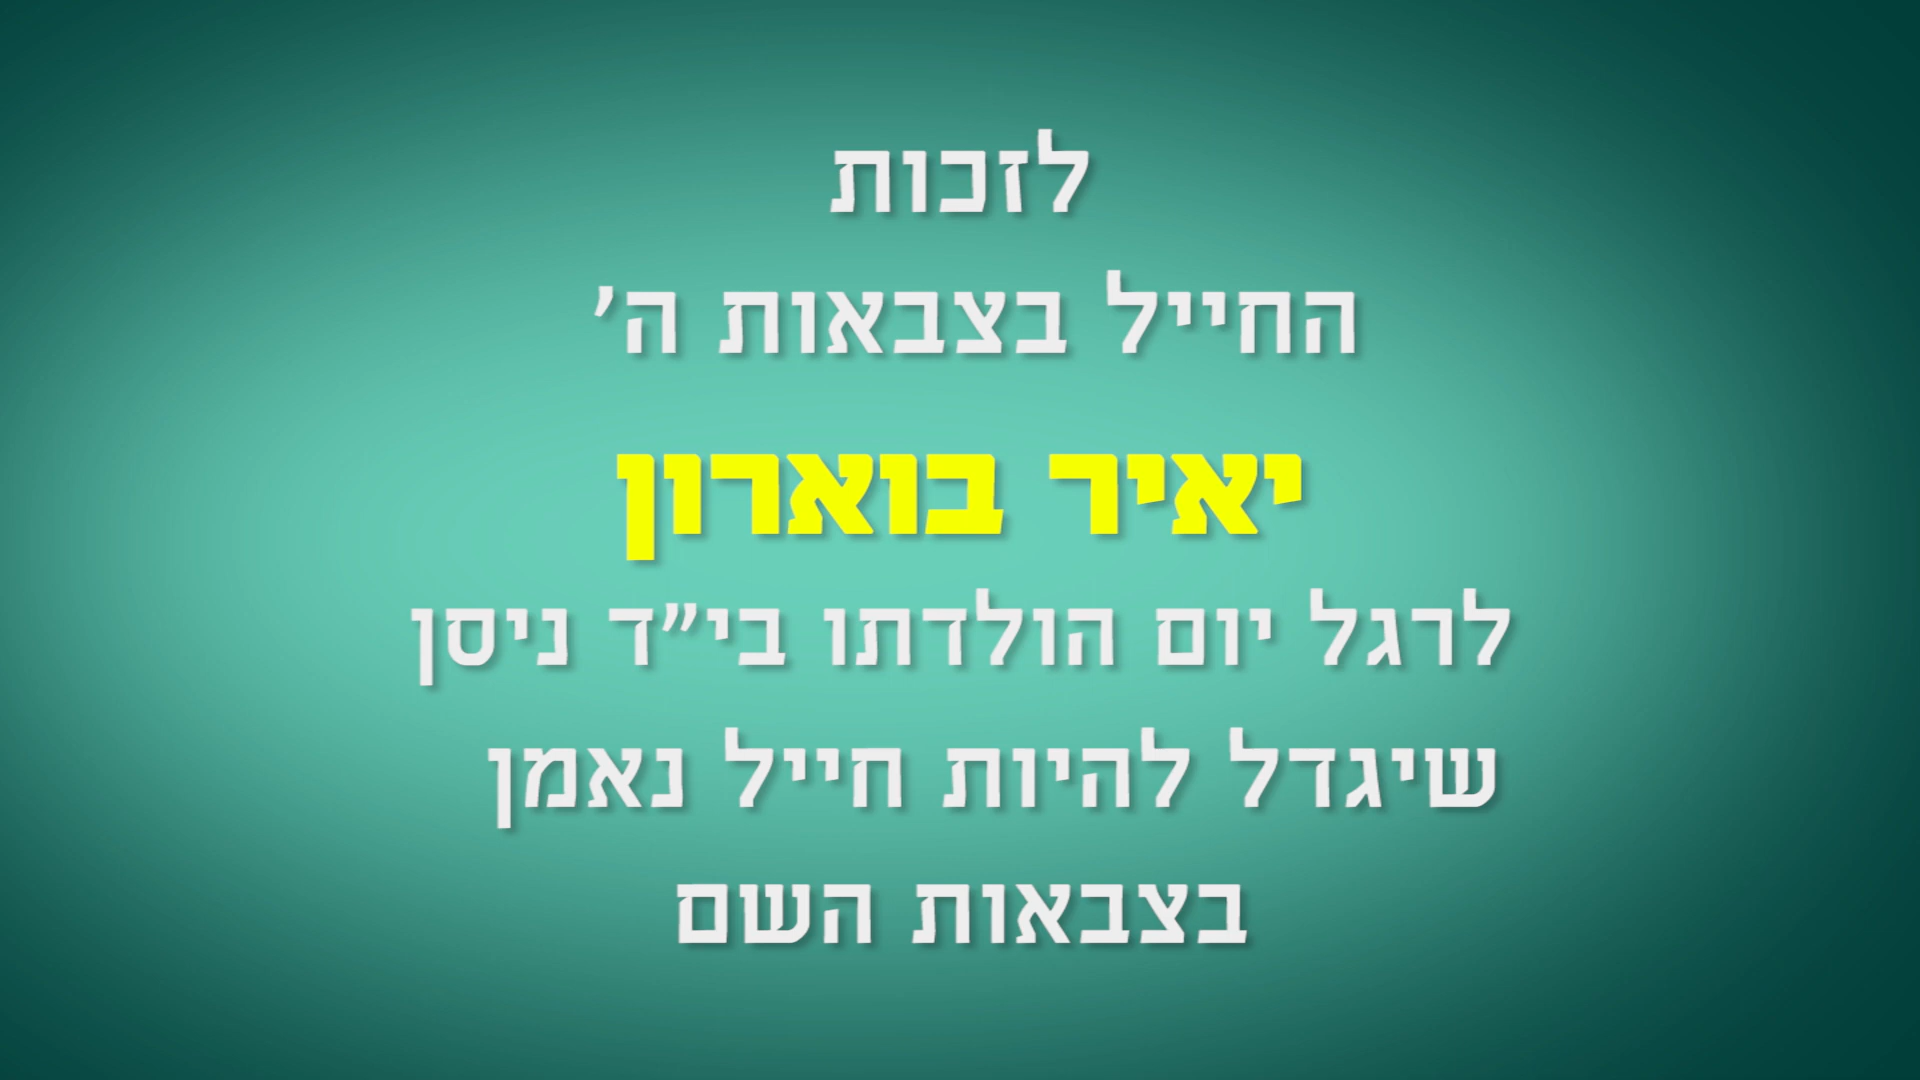 לזכות
החייל בצבאות ה׳
יאיר בוארון
לרגל יום הולדתו בי״ד ניסן
שיגדל להיות חייל נאמן
בצבאות השם